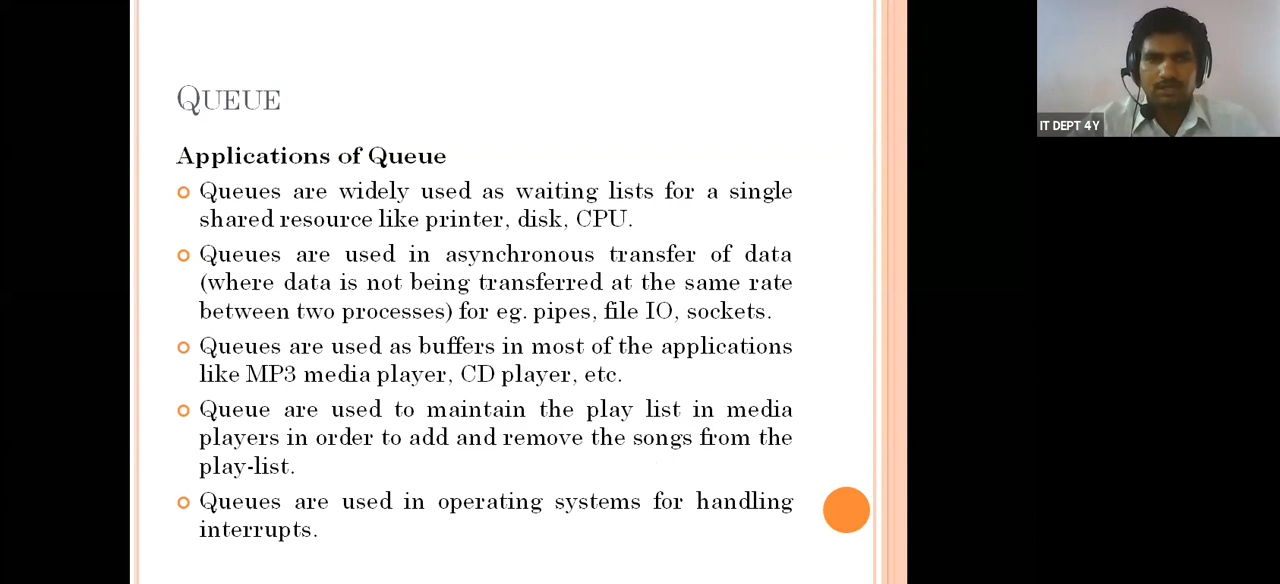 QUEUE
Applications of Queue
Queues are widely used as waiting lists for a single
shared resource like printer, disk, CPU.
Queues are used in asynchronous transfer of data
(where data is not being transferred at the same rate
between two processes) for eg. pipes, file IO, sockets.
Queues are used as buffers in most of the applications
like MP3 media player, CD player, etc.
Queue are used to maintain the play list in media
players in order to add and remove the songs from the
play-list.
Queues are used in operating systems for handling
interrupts.
IT DEPT 4Y